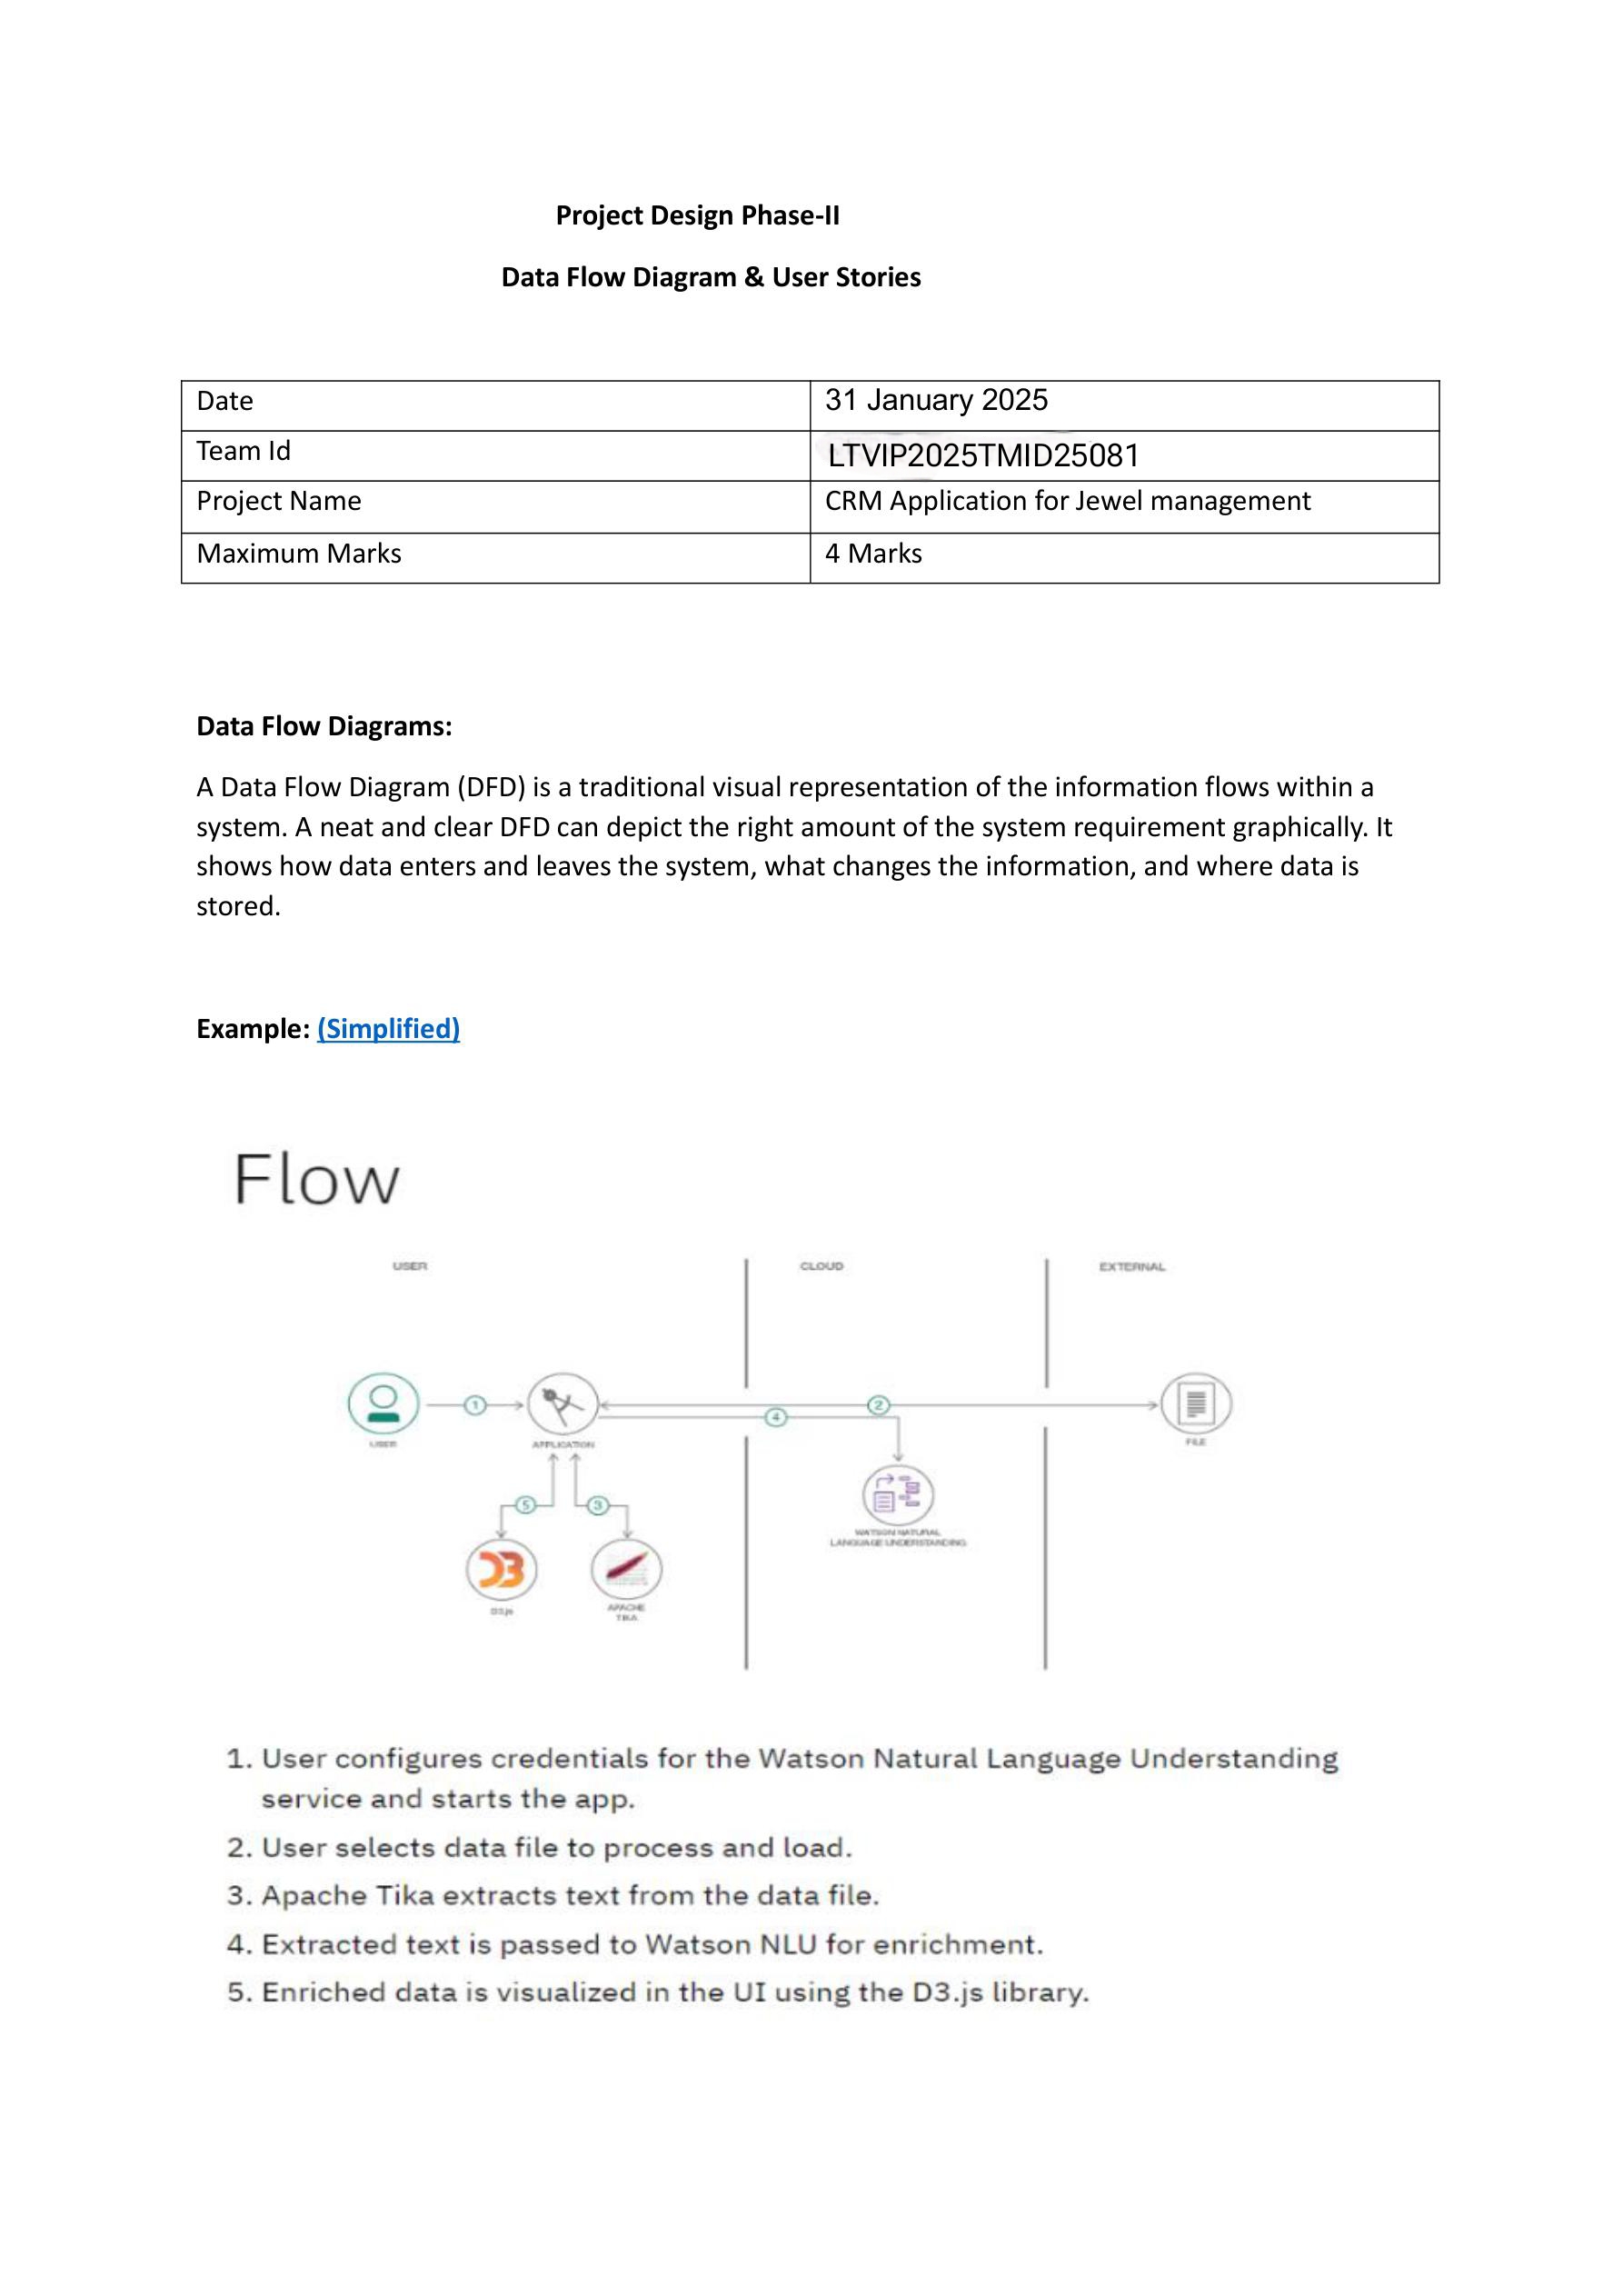 Project Design Phase-II
Data Flow Diagram & User Stories
Date
31 January 2025
Team Id
LTVIP2025TMID25081
Project Name
CRM Application for Jewel management
Maximum Marks
4 Marks
Data Flow Diagrams:
A Data Flow Diagram (DFD) is a traditional visual representation of the information flows within a
system. A neat and clear DFD can depict the right amount of the system requirement graphically. It
shows how data enters and leaves the system, what changes the information, and where data is
stored.
Example: (Simplified)
Flow
USER
CLOUD
EXTERNAL
1
2
4
USER
APPLICATION
FILE
5
3
WATSON NATURAL
LANGUAGE UNDERSTANDING
D3.js
APACHE
TIKA
1. User configures credentials for the Watson Natural Language Understanding
service and starts the app.
2. User selects data file to process and load.
3. Apache Tika extracts text from the data file.
4. Extracted text is passed to Watson NLU for enrichment.
5. Enriched data is visualized in the UI using the D3.js library.